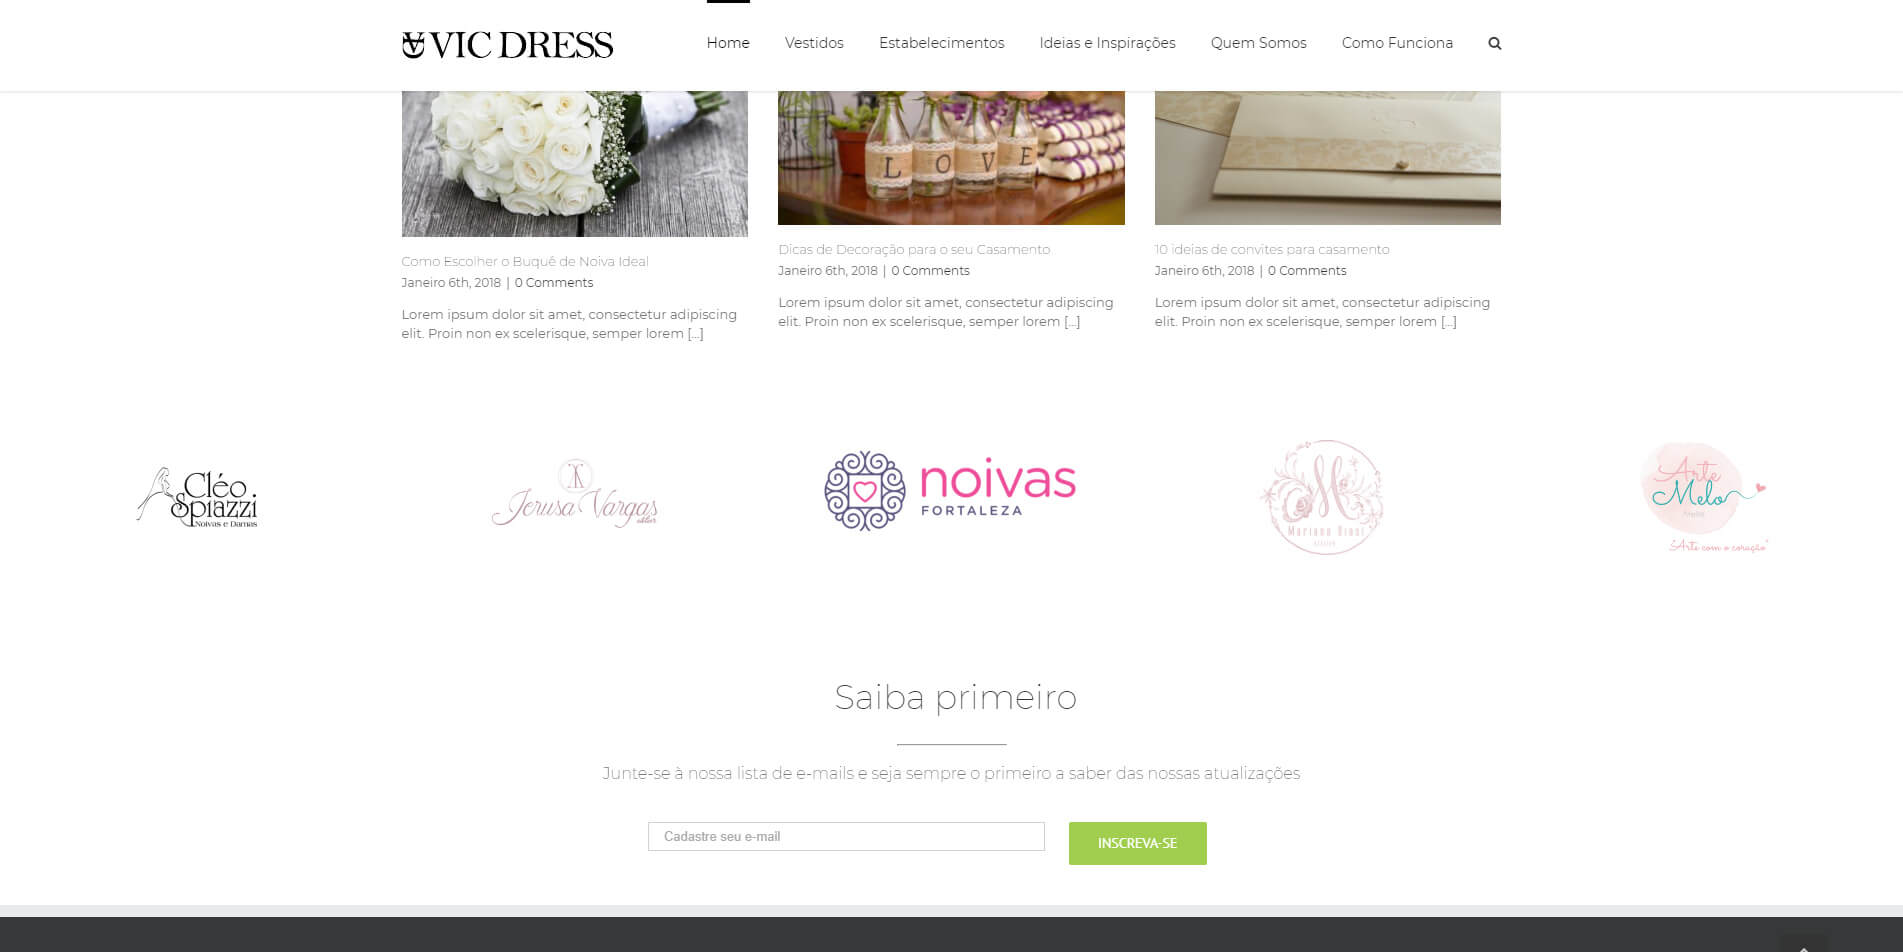 VIC DRESS
Home
Vestidos
Estabelecimentos
Ideias e Inspirações
Quem Somos
Como Funciona
L O V E
Como Escolher o Buquê de Noiva Ideal
Janeiro 6th, 2018 | 0 Comments
Lorem ipsum dolor sit amet, consectetur adipiscing
elit. Proin non ex scelerisque, semper lorem [...]
Dicas de Decoração para o seu Casamento
Janeiro 6th, 2018 | 0 Comments
Lorem ipsum dolor sit amet, consectetur adipiscing
elit. Proin non ex scelerisque, semper lorem [...]
10 ideias de convites para casamento
Janeiro 6th, 2018 | 0 Comments
Lorem ipsum dolor sit amet, consectetur adipiscing
elit. Proin non ex scelerisque, semper lorem [...]
Cléo
Spiazzi
Noivas e Damas
Jerusa Vargas
noivas
FORTALEZA
M
Arte
Melo
"Arte com o coração"
Saiba primeiro
Junte-se à nossa lista de e-mails e seja sempre o primeiro a saber das nossas atualizações
Cadastre seu e-mail
INSCREVA-SE